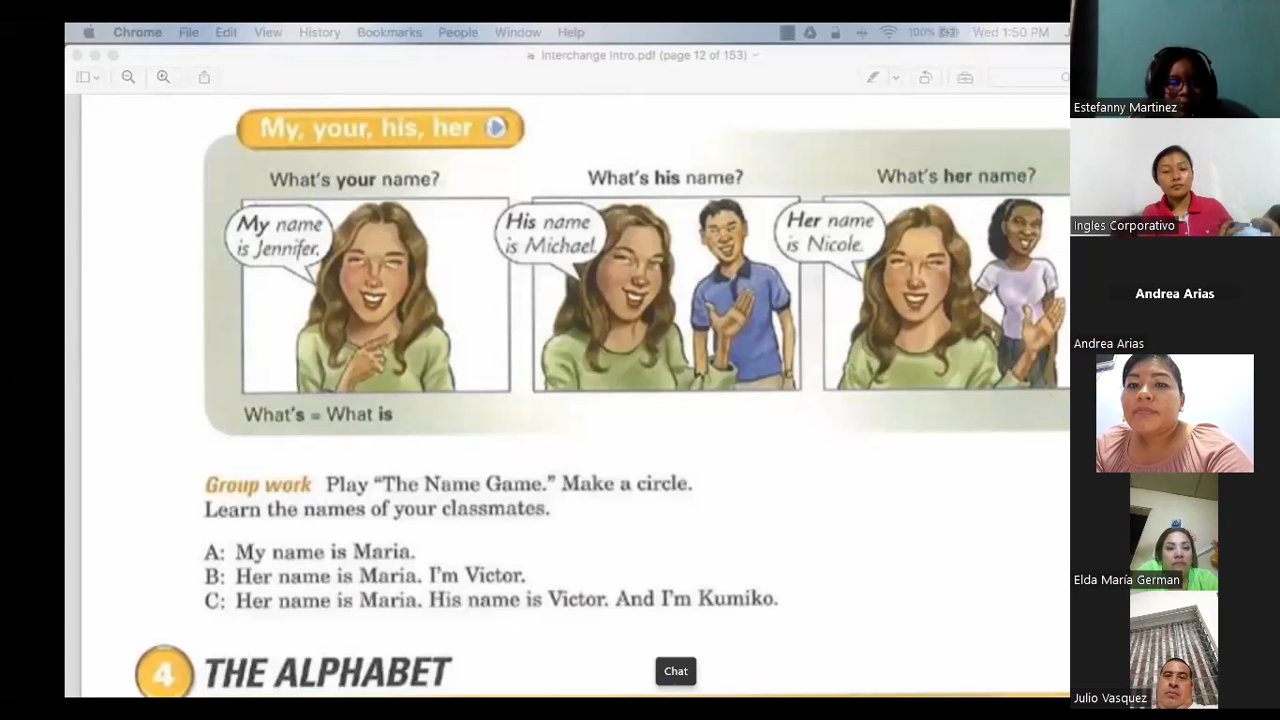 Chrome File Edit View History Bookmarks People Window Help 100% Wed 1:50 PM
Interchange Intro.pdf (page 12 of 153)
My, your, his, her
What's your name?
My name
is Jennifer.
What's his name?
His name
is Michael.
What's her name?
Her name
is Nicole.
What's = What is
Group work Play “The Name Game.” Make a circle.
Learn the names of your classmates.
A: My name is Maria.
B: Her name is Maria. I'm Victor.
C: Her name is Maria. His name is Victor. And I'm Kumiko.
4 THE ALPHABET
Chat
Estefanny Martinez
Ingles Corporativo
Andrea Arias
Andrea Arias
Elda María German
Julio Vasquez